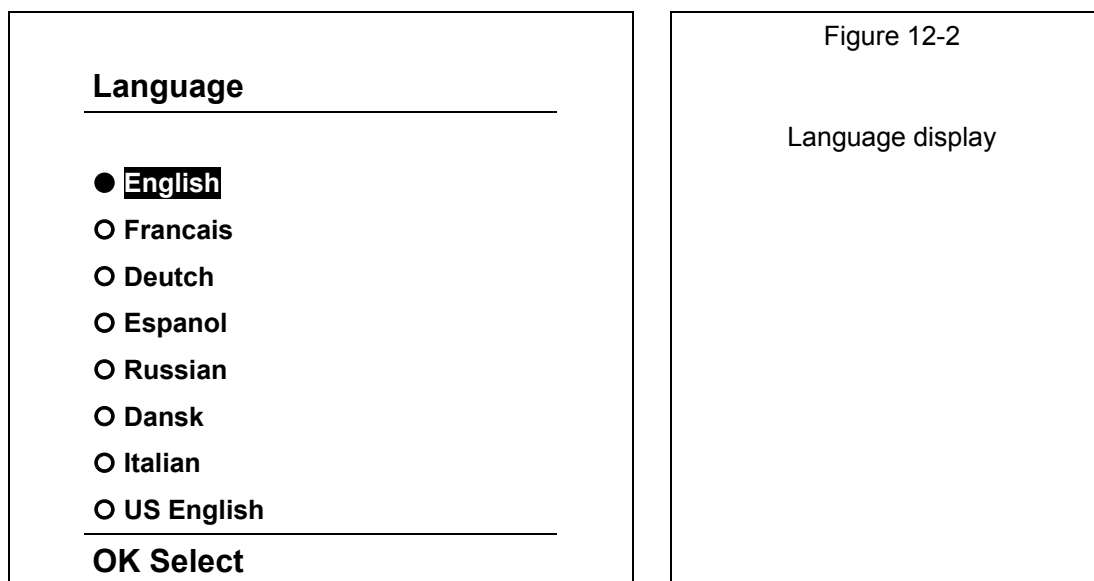 Language
English
Francais
Deutch
Espanol
Russian
Dansk
Italian
US English
OK Select
Figure 12-2
Language display